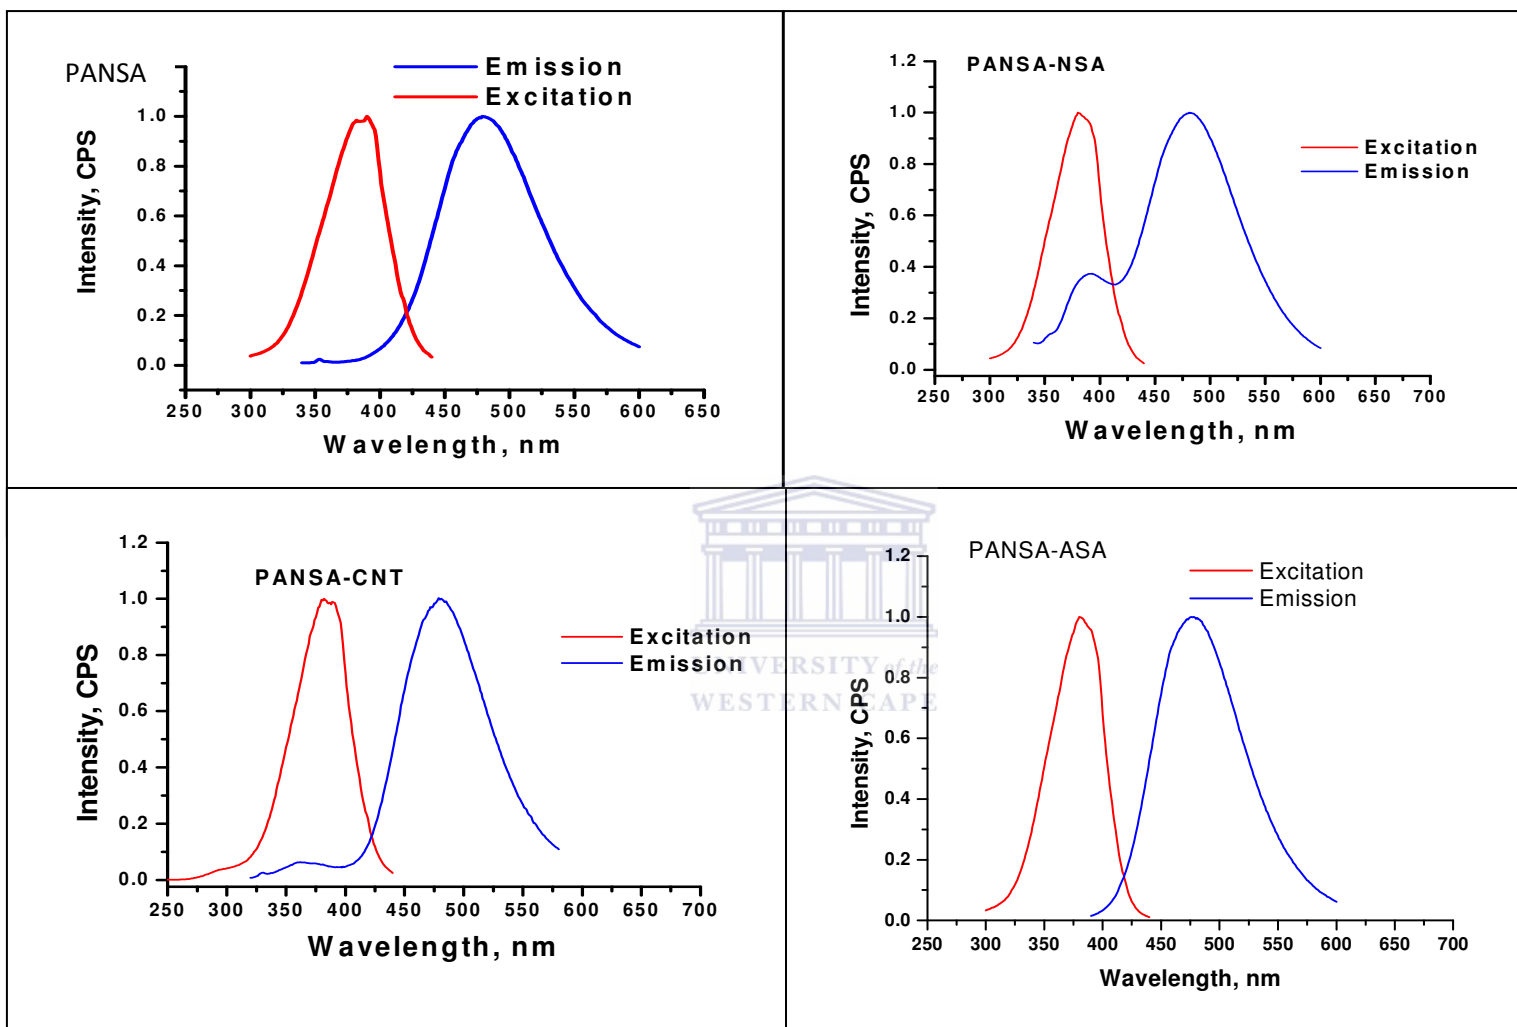 PANSA
Emission
Excitation
Intensity, CPS
1.0
0.8
0.6
0.4
0.2
0.0
250 300 350 400 450 500 550 600 650
Wavelength, nm
PANSA-NSA
Excitation
Emission
Intensity, CPS
1.2
1.0
0.8
0.6
0.4
0.2
0.0
250 300 350 400 450 500 550 600 650 700
Wavelength, nm
PANSA-CNT
Excitation
Emission
Intensity, CPS
1.2
1.0
0.8
0.6
0.4
0.2
0.0
250 300 350 400 450 500 550 600 650 700
Wavelength, nm
UNIVERSITY of the
WESTERN CAPE
PANSA-ASA
Excitation
Emission
Intensity, CPS
1.2
1.0
0.8
0.6
0.4
0.2
0.0
250 300 350 400 450 500 550 600 650 700
Wavelength, nm